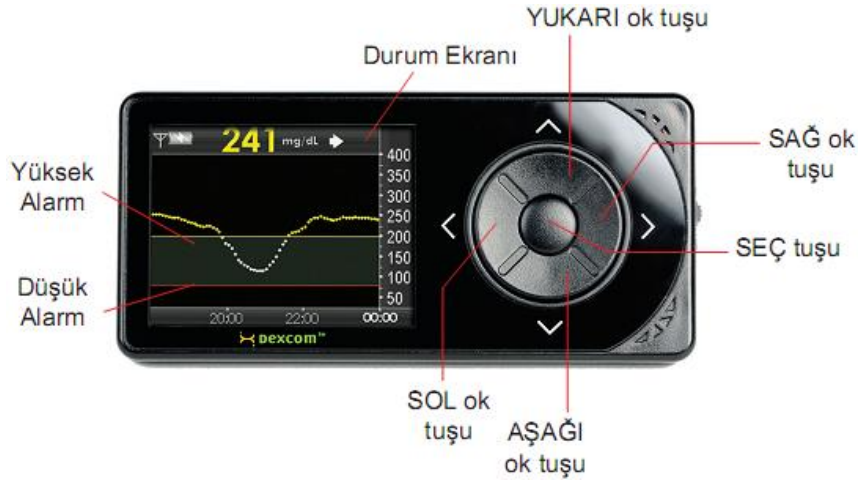 YUKARI ok tuşu
Durum Ekranı
SAĞ ok
tuşu
Yüksek
Alarm
SEÇ tuşu
Düşük
Alarm
SOL ok
tuşu
AŞAĞI
ok tuşu
241 mg/dL
400
350
300
250
200
150
100
50
20:00 22:00 00:00
Dexcom™